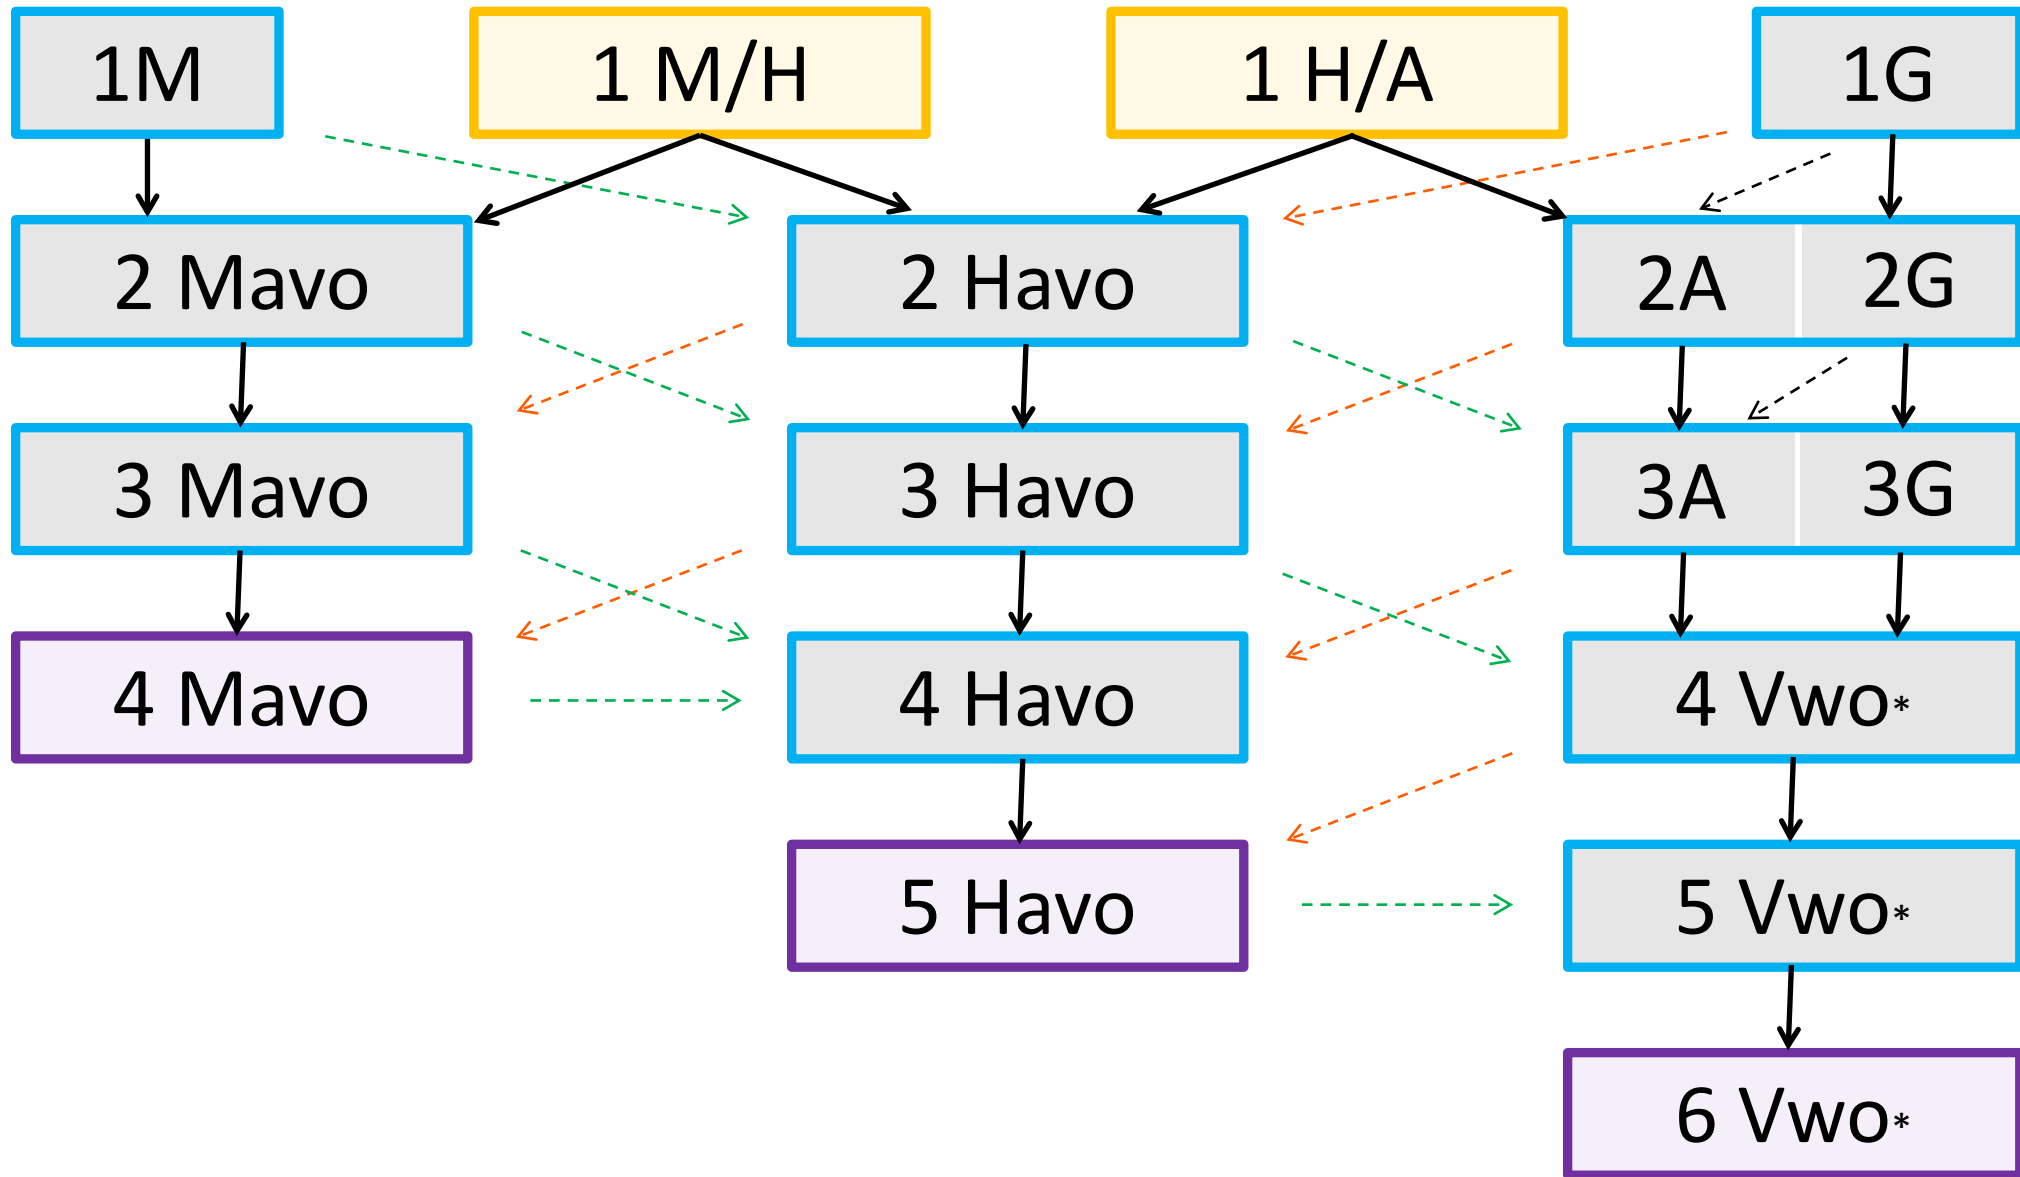 1M
1 M/H
1 H/A
1G
2 Mavo
2 Havo
2A
2G
3 Mavo
3 Havo
3A
3G
4 Mavo
4 Havo
4 Vwo*
5 Havo
5 Vwo*
6 Vwo*